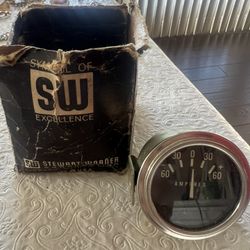 SYMBOL OF
SW
EXCELLENCE
SW STEWART WARNER
60 30 0 30 60
AMPERES